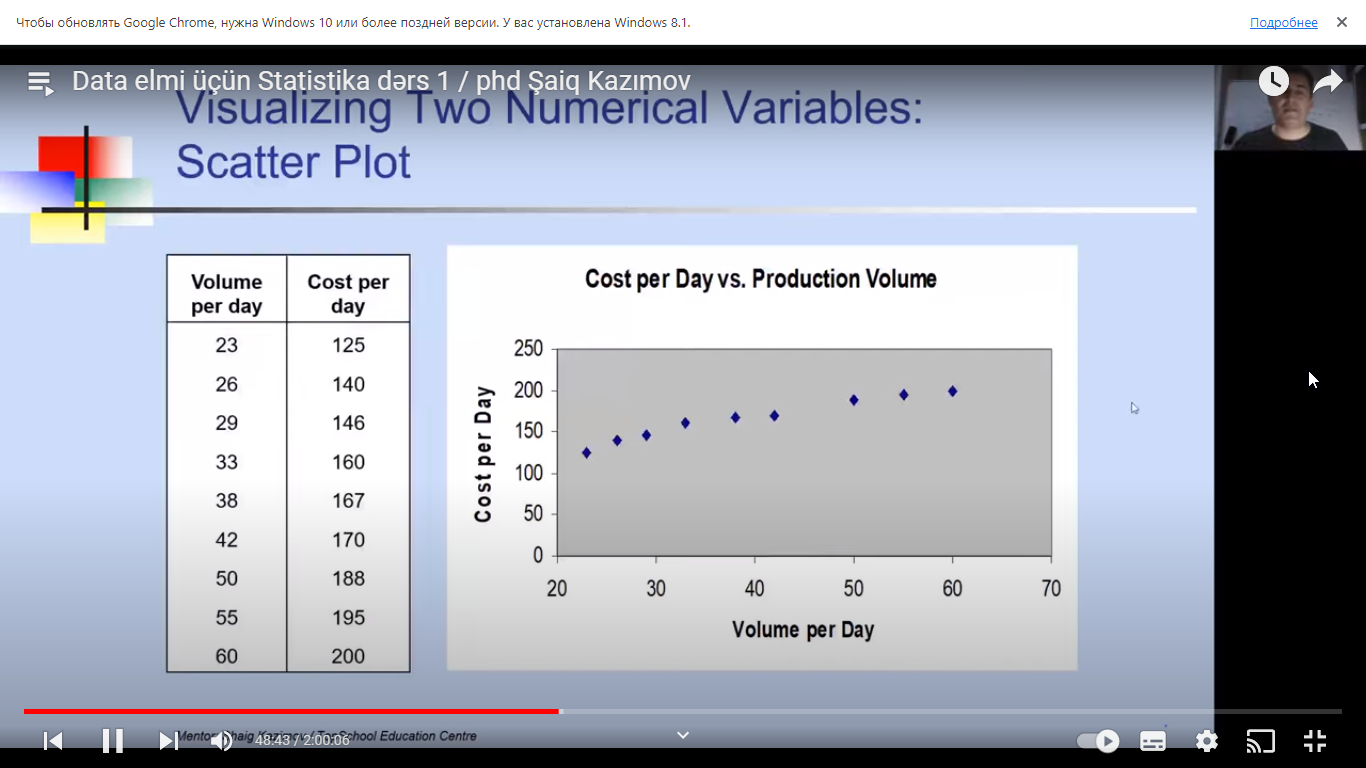 Чтобы обновлять Google Chrome, нужна Windows 10 или более поздней версии. У вас установлена Windows 8.1.
Подробнее
Data elmi üçün Statistika dərs 1 / phd Şaiq Kazımov
Visualizing Two Numerical Variables:
Scatter Plot
Volume per day Cost per day
23 125
26 140
29 146
33 160
38 167
42 170
50 188
55 195
60 200
Cost per Day vs. Production Volume
Cost per Day
250
200
150
100
50
0
20 30 40 50 60 70
Volume per Day
48:43 / 2:00:06
School Education Centre